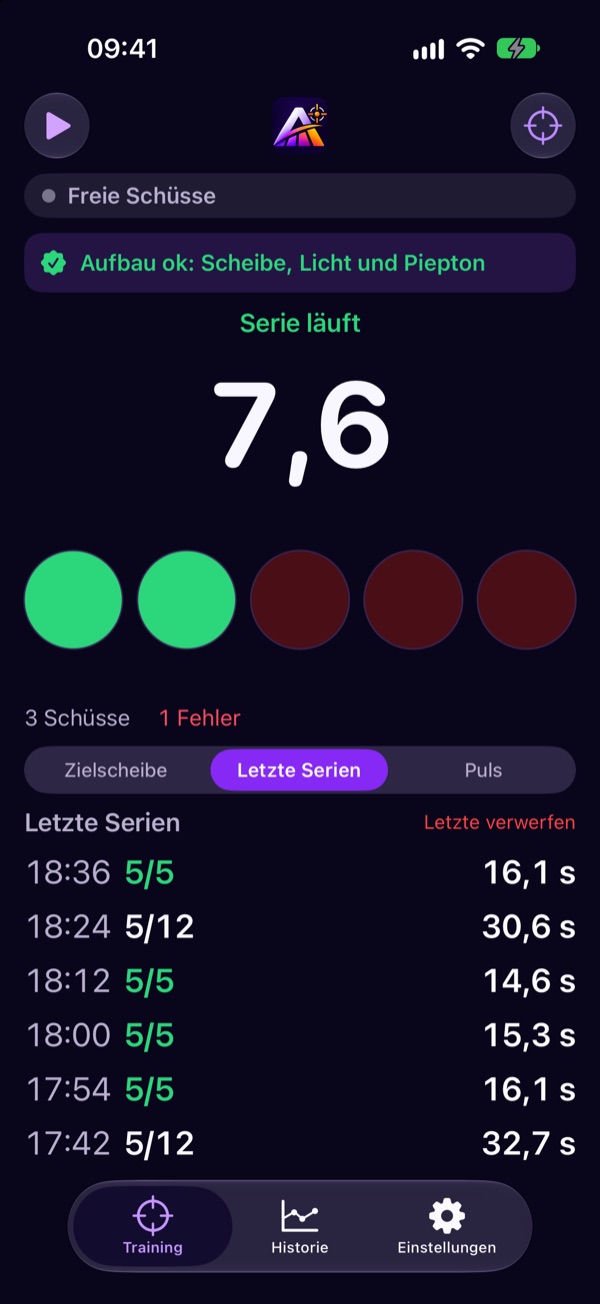 09:41
Freie Schüsse
Aufbau ok: Scheibe, Licht und Piepton
Serie läuft
7,6
3 Schüsse 1 Fehler
Zielscheibe Letzte Serien Puls
Letzte Serien Letzte verwerfen
18:36 5/5 16,1 s
18:24 5/12 30,6 s
18:12 5/5 14,6 s
18:00 5/5 15,3 s
17:54 5/5 16,1 s
17:42 5/12 32,7 s
Training Historie Einstellungen